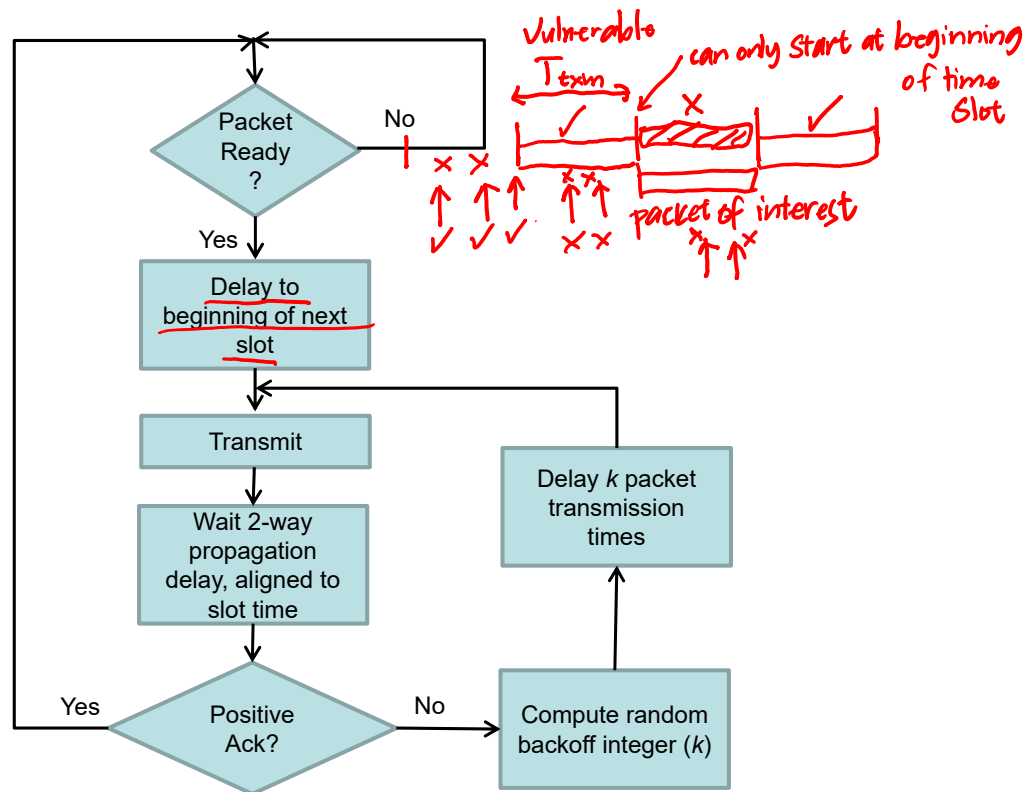 Packet
Ready
?
No
Yes
Delay to
beginning of next
slot
Transmit
Wait 2-way
propagation
delay, aligned to
slot time
Positive
Ack?
Yes
No
Compute random
backoff integer (k)
Delay k packet
transmission
times
Vulnerable
Ttxm
can only start at beginning
of time
slot
packet of interest